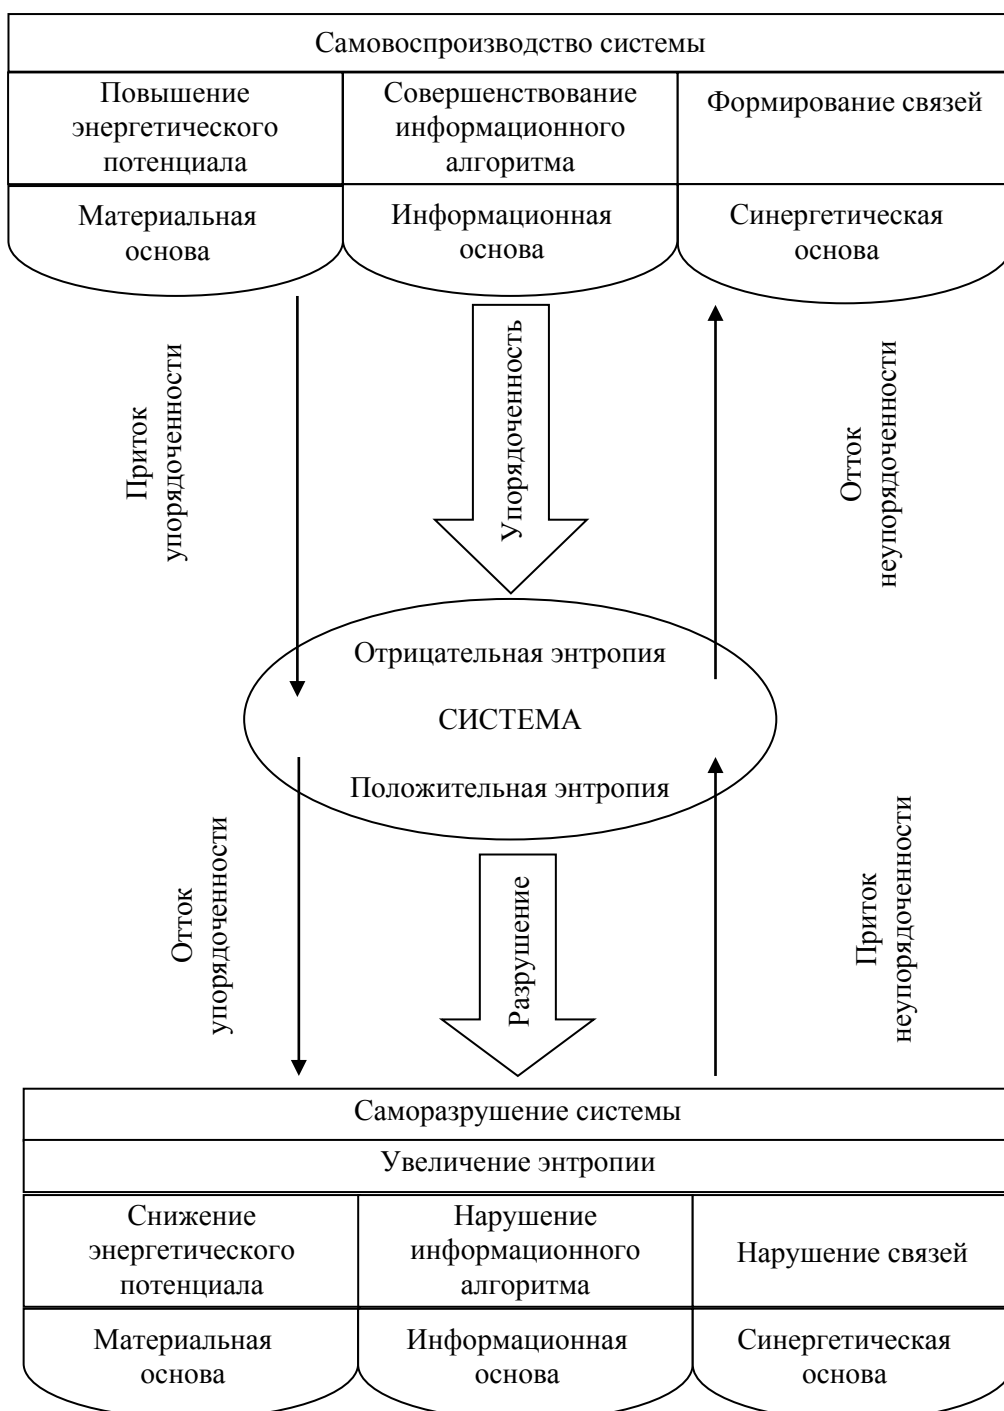 Самовоспроизводство системы
Повышение
энергетического
потенциала
Совершенствование
информационного
алгоритма
Формирование связей
Материальная
основа
Информационная
основа
Синергетическая
основа
Приток
упорядоченности
Упорядоченность
Отток
неупорядоченности
Отрицательная энтропия
СИСТЕМА
Положительная энтропия
Отток
упорядоченности
Разрушение
Приток
неупорядоченности
Саморазрушение системы
Увеличение энтропии
Снижение
энергетического
потенциала
Нарушение
информационного
алгоритма
Нарушение связей
Материальная
основа
Информационная
основа
Синергетическая
основа